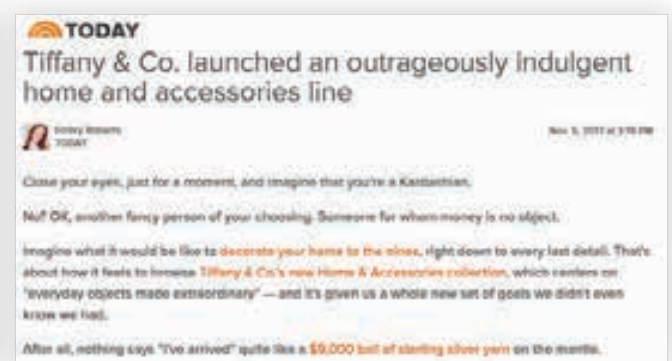 TODAY
Tiffany & Co. launched an outrageously indulgent
home and accessories line
TODAY
Nov. 5, 2017 at
Close your eyes, just for a moment, and imagine that you're a Kardashian.
No? OK, another fancy person of your choosing. Someone for whom money is no object.
Imagine what it would be like to decorate your home to the nines, right down to every last detail. That's
about how it feels to browse Tiffany & Co.'s new Home & Accessories collection, which centers on
"everyday objects made extraordinary" — and it's given us a whole new set of goals we didn't even
know we had.
After all, nothing says "I've arrived" quite like a $9,000 ball of sterling silver yarn on the mantle.